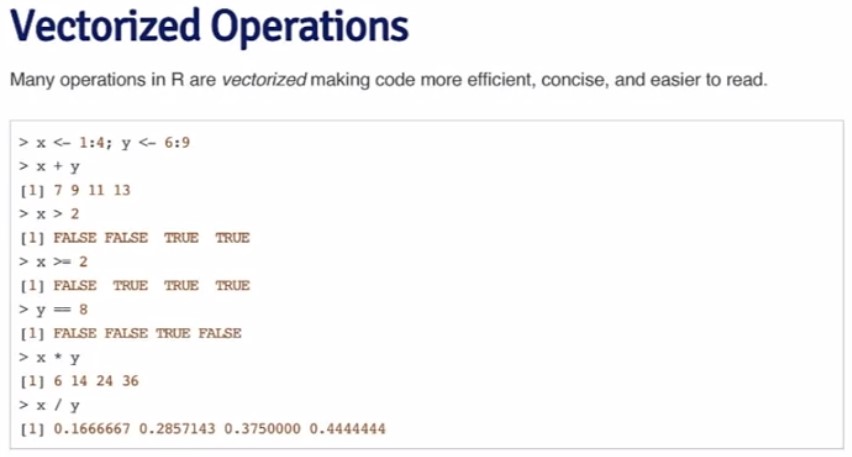 Vectorized Operations
Many operations in R are vectorized making code more efficient, concise, and easier to read.
> x <- 1:4; y <- 6:9
> x + y
[1] 7 9 11 13
> x > 2
[1] FALSE FALSE TRUE TRUE
> x >= 2
[1] FALSE TRUE TRUE TRUE
> y == 8
[1] FALSE FALSE TRUE FALSE
> x * y
[1] 6 14 24 36
> x / y
[1] 0.1666667 0.2857143 0.3750000 0.4444444